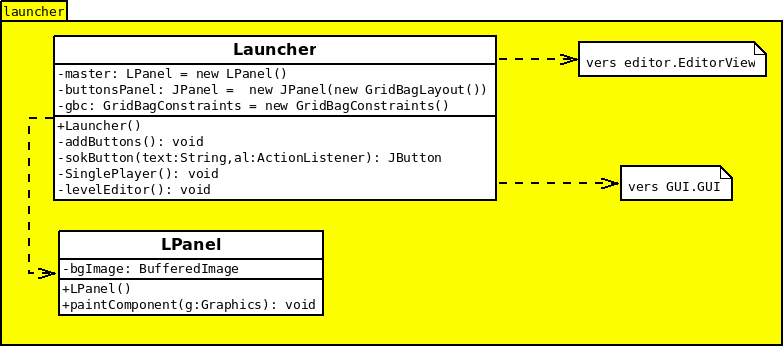 launcher
Launcher
-master: LPanel = new LPanel()
-buttonsPanel: JPanel =  new JPanel(new GridBagLayout())
-gbc: GridBagConstraints = new GridBagConstraints()
+Launcher()
-addButtons(): void
-sokButton(text:String,al:ActionListener): JButton
-SinglePlayer(): void
-levelEditor(): void
vers editor.EditorView
vers GUI.GUI
LPanel
-bgImage: BufferedImage
+LPanel()
+paintComponent(g:Graphics): void